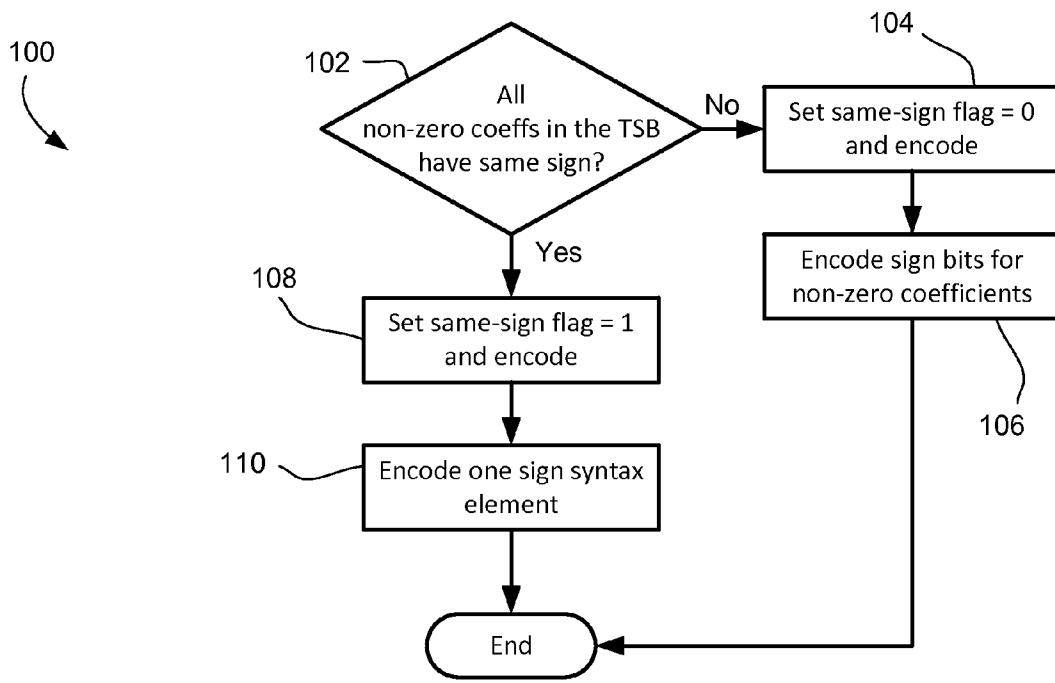 100
102
104
All
non-zero coeffs in the TSB
have same sign?
No
Set same-sign flag = 0
and encode
Yes
Encode sign bits for
non-zero coefficients
108
Set same-sign flag = 1
and encode
106
110
Encode one sign syntax
element
End